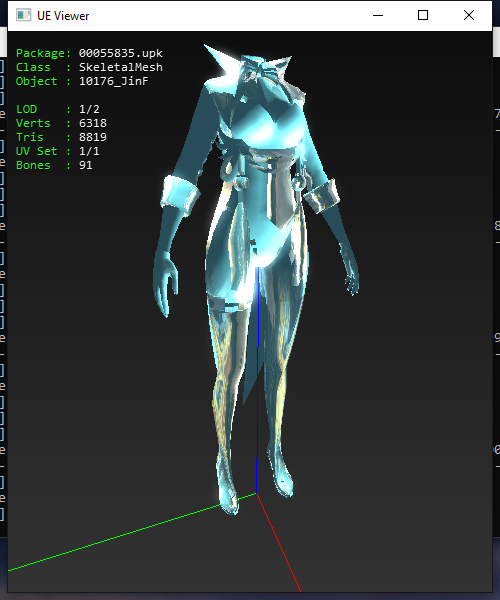 UE Viewer
Package: 00055835.upk
Class  : SkeletalMesh
Object : 10176_JinF
LOD    : 1/2
Verts  : 6318
Tris   : 8819
UV Set : 1/1
Bones  : 91